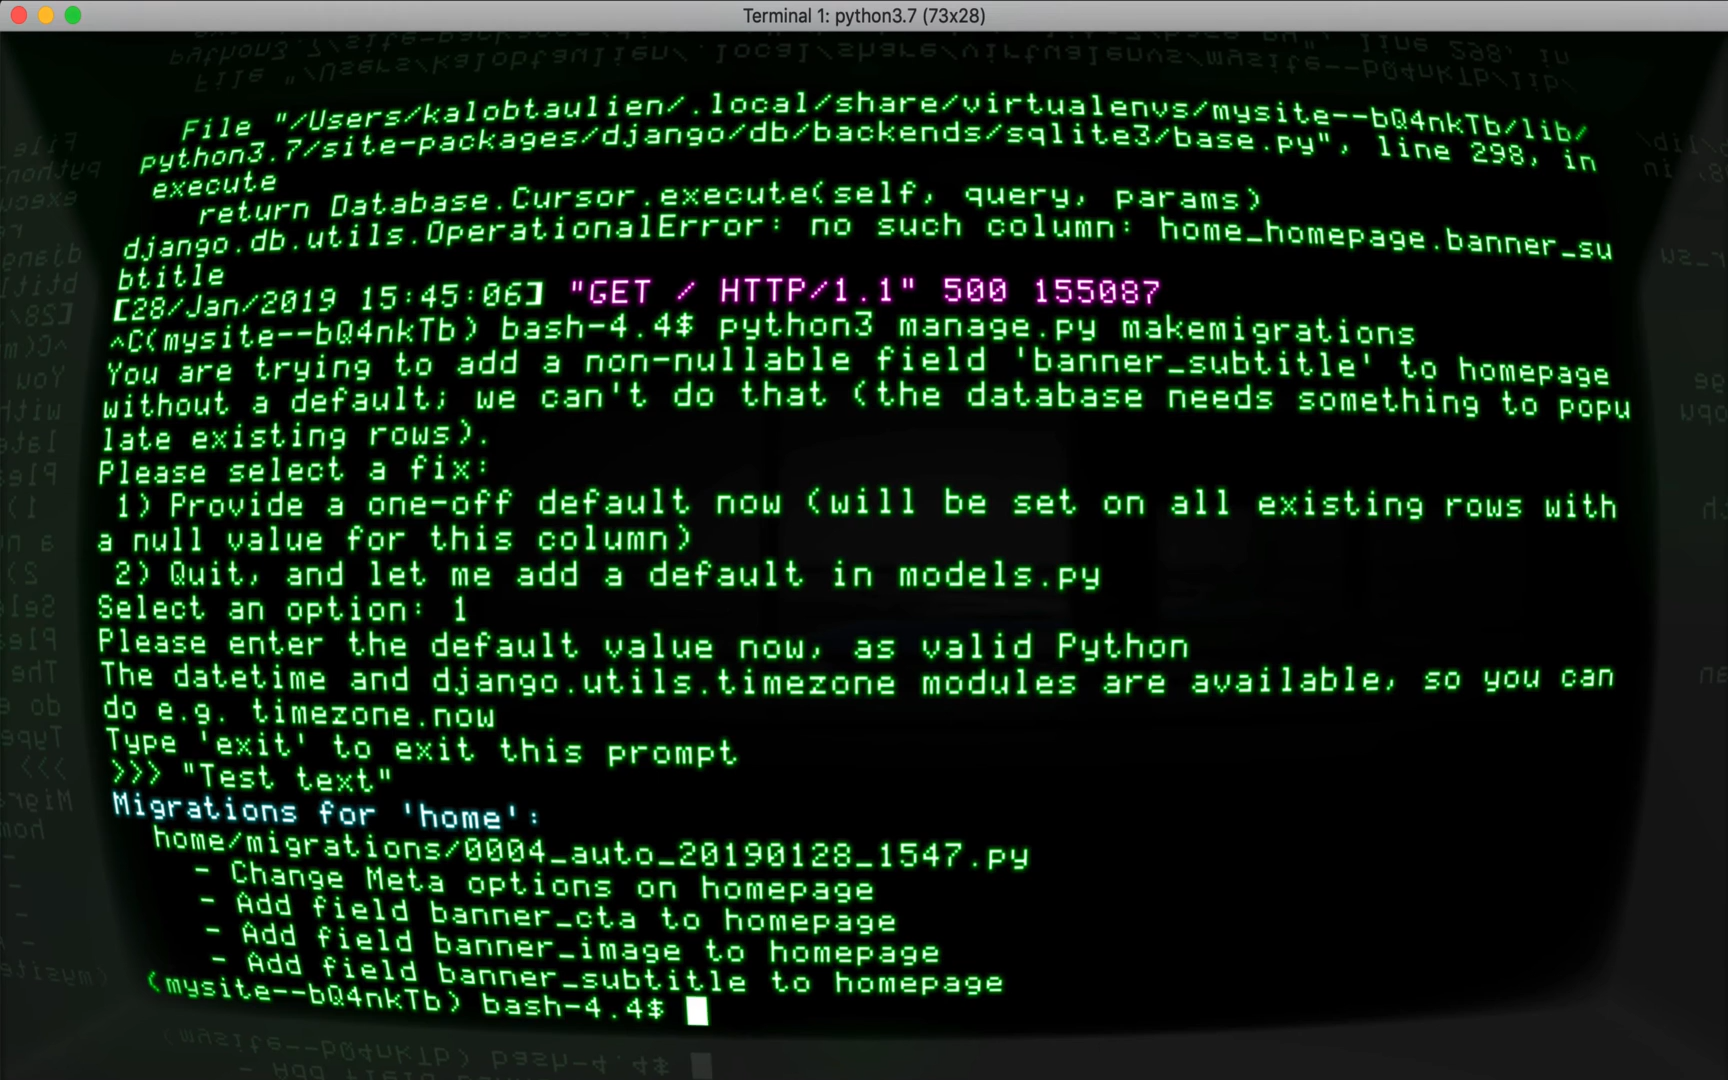 Terminal 1: python3.7 (73x28)
File "/Users/kalobtaulien/.local/share/virtualenvs/mysite--bQ4nkTb/lib/
python3.7/site-packages/django/db/backends/sqlite3/base.py", line 298, in
execute
return Database.Cursor.execute(self, query, params)
django.db.utils.OperationalError: no such column: home_homepage.banner_su
btitle
[28/Jan/2019 15:45:06] "GET / HTTP/1.1" 500 155087
^C(mysite--bQ4nkTb) bash-4.4$ python3 manage.py makemigrations
You are trying to add a non-nullable field 'banner_subtitle' to homepage
without a default; we can't do that (the database needs something to popu
late existing rows).
Please select a fix:
1) Provide a one-off default now (will be set on all existing rows with
a null value for this column)
2) Quit, and let me add a default in models.py
Select an option: 1
Please enter the default value now, as valid Python
The datetime and django.utils.timezone modules are available, so you can
do e.g. timezone.now
Type 'exit' to exit this prompt
>>> "Test text"
Migrations for 'home':
home/migrations/0004_auto_20190128_1547.py
- Change Meta options on homepage
- Add field banner_cta to homepage
- Add field banner_image to homepage
- Add field banner_subtitle to homepage
(mysite--bQ4nkTb) bash-4.4$